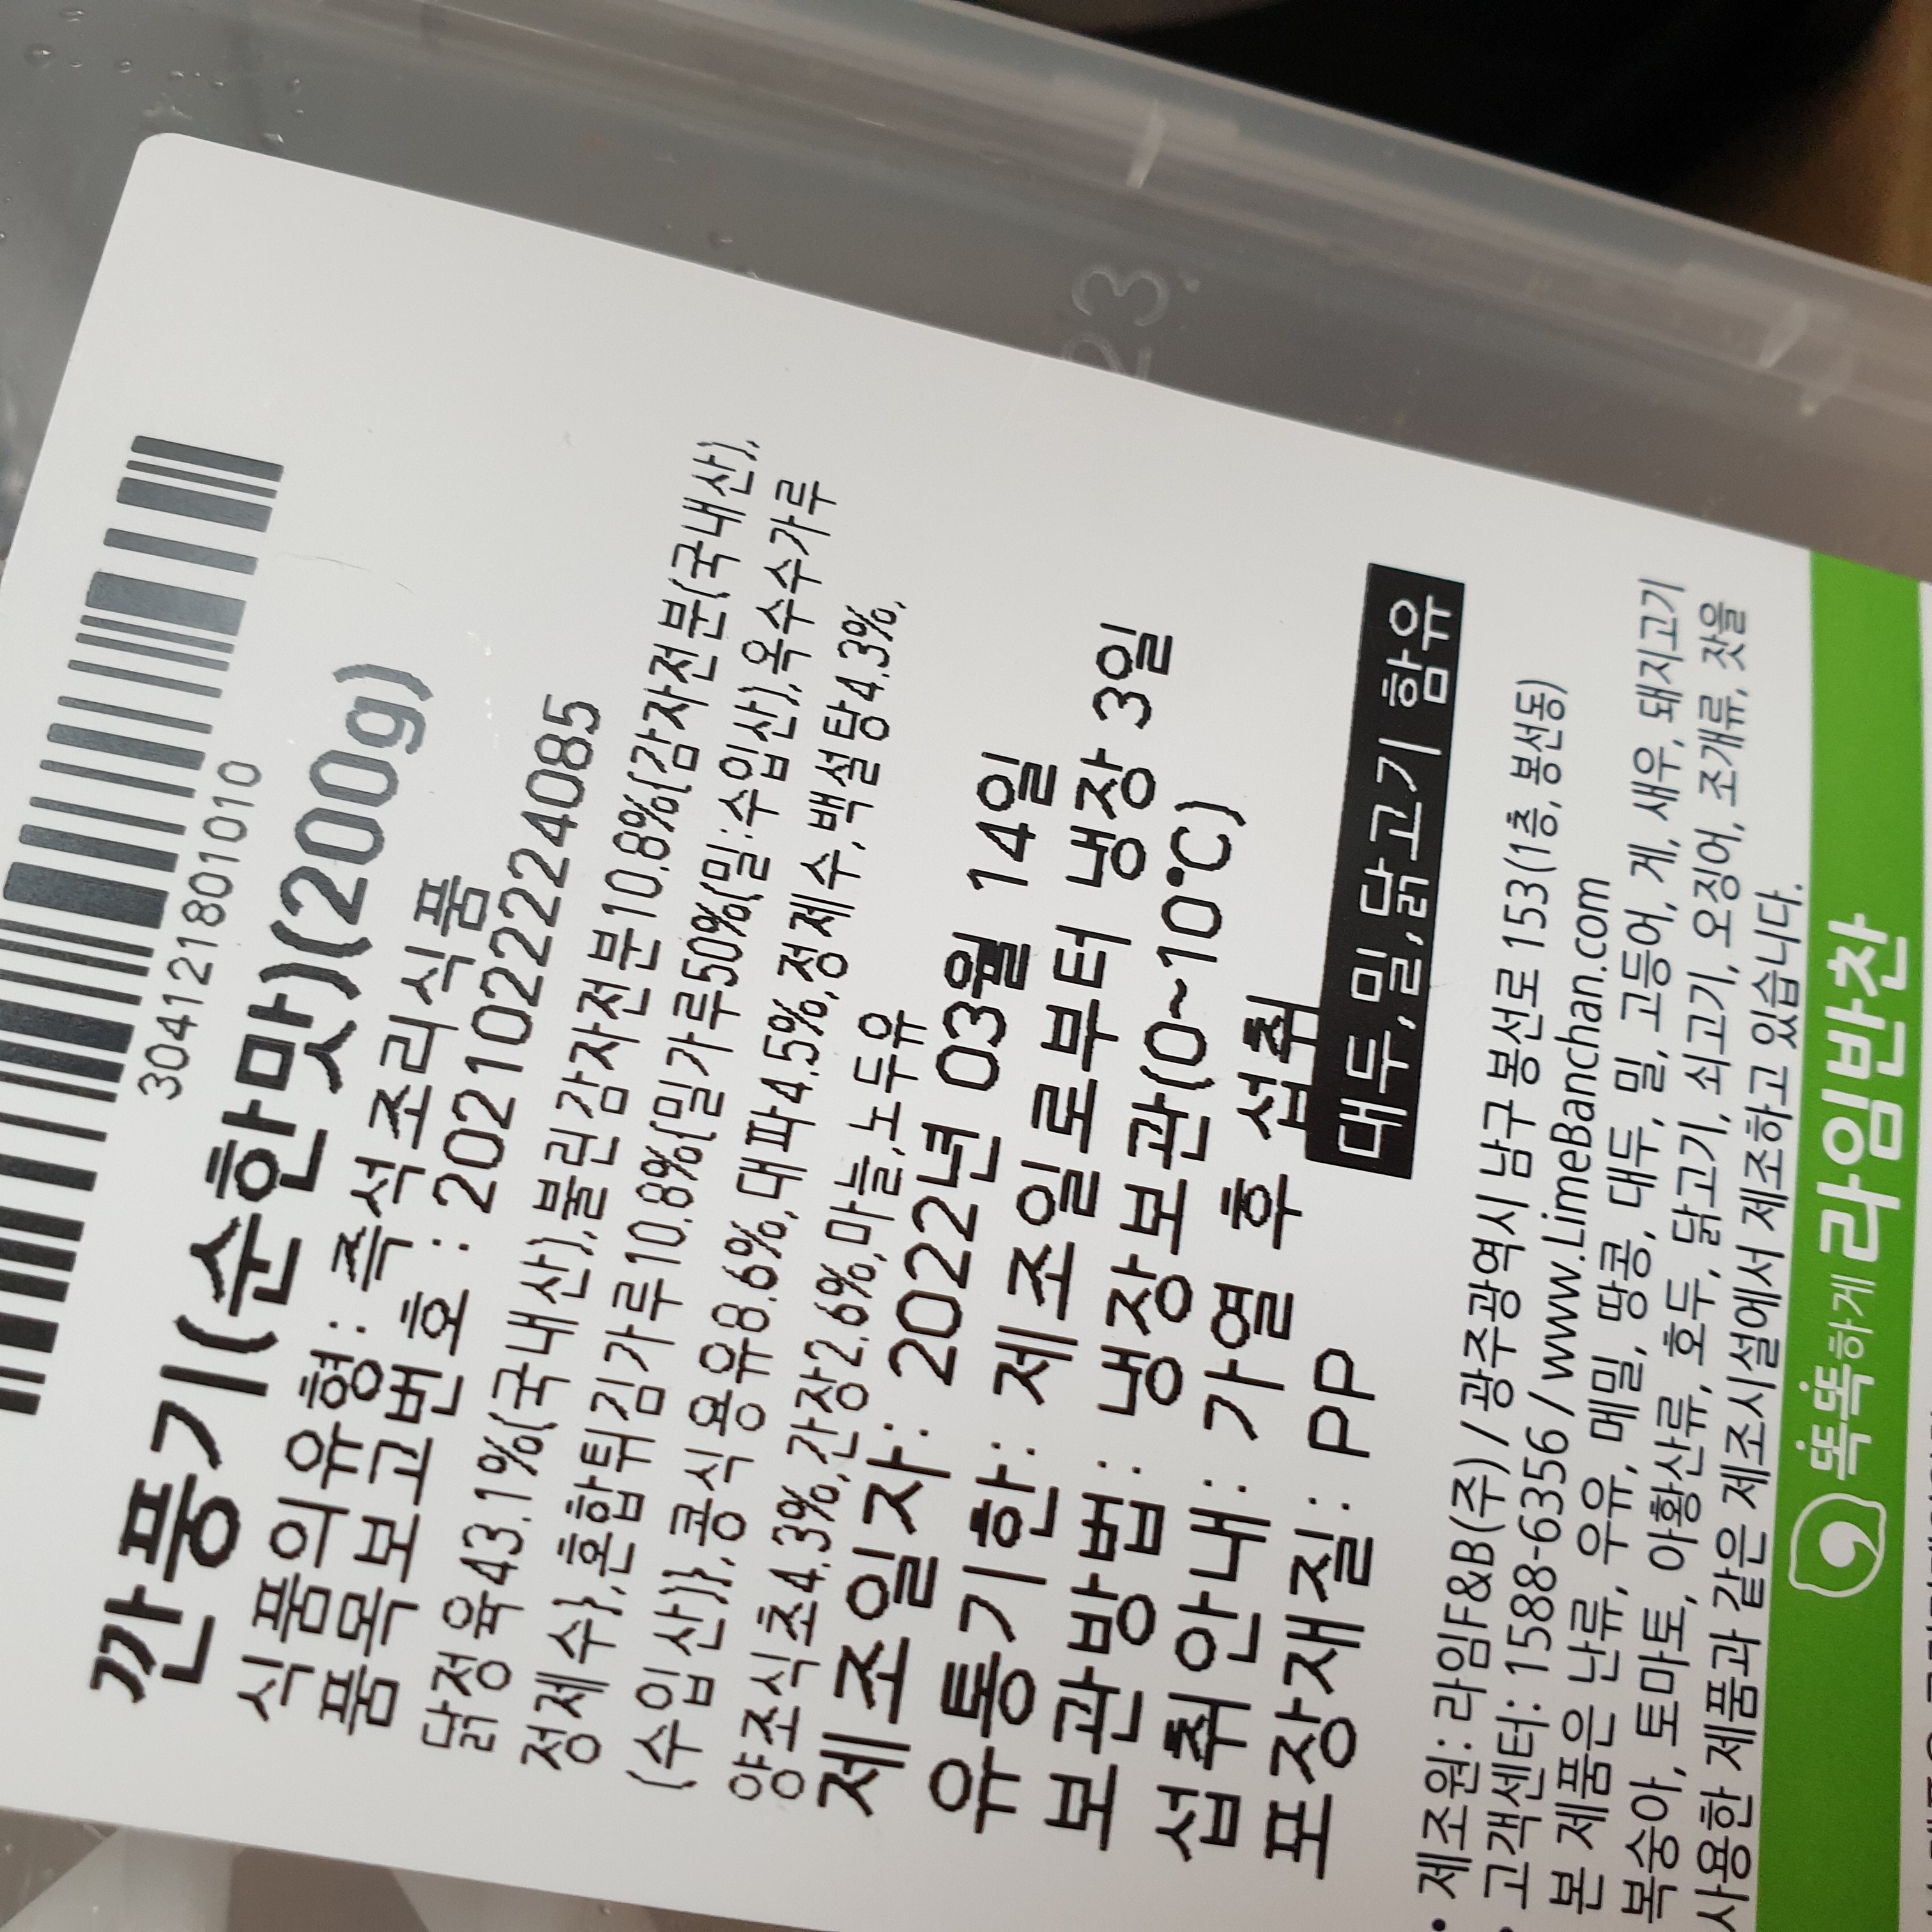 3041218010​10
깐풍기(순한맛)(200g)
식품의유형: 즉석조리식품
품목보고번호 : 2021022224085
닭정육43.1%(국내산),불린감자전분10.8%{감자전분(국내산),
정제수},혼합튀김가루10.8%{밀가루50%(밀:수입산),옥수수가루
(수입산)},콩식용유8.6%,대파4.5%,정제수,백설탕4.3%,
양조식초4.3%,간장2.6%,마늘,노두유
제조일자: 2022년 03월 14일
유통기한: 제조일로부터 냉장 3일
보관방법: 냉장보관(0~10℃)
섭취안내: 가열 후 섭취
포장재질: PP
대두,밀,닭고기 함유
• 제조원: 라임F&B(주) / 광주광역시 남구 봉선로 153(1층, 봉선동)
• 고객센터: 1588-6356 / www.LimeBanchan.com
본 제품은 난류, 우유, 메밀, 땅콩, 대두, 밀, 고등어, 게, 새우, 돼지고기
복숭아, 토마토, 아황산류, 호두, 닭고기, 쇠고기, 오징어, 조개류, 잣을
사용한 제품과 같은 제조시설에서 제조하고 있습니다.
똑똑하게 라임반찬
23.